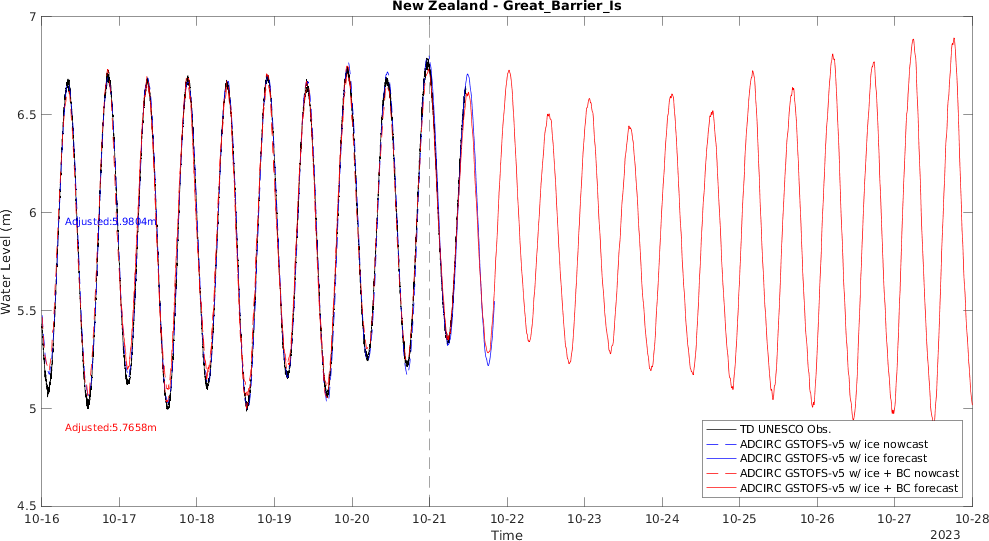 New Zealand - Great_Barrier_Is
7
6.5
6
5.5
5
4.5
Water Level (m)
Adjusted:5.9804m
Adjusted:5.7658m
TD UNESCO Obs.
ADCIRC GSTOFS-v5 w/ ice nowcast
ADCIRC GSTOFS-v5 w/ ice forecast
ADCIRC GSTOFS-v5 w/ ice + BC nowcast
ADCIRC GSTOFS-v5 w/ ice + BC forecast
10-16 10-17 10-18 10-19 10-20 10-21 10-22 10-23 10-24 10-25 10-26 10-27 10-28
Time
2023